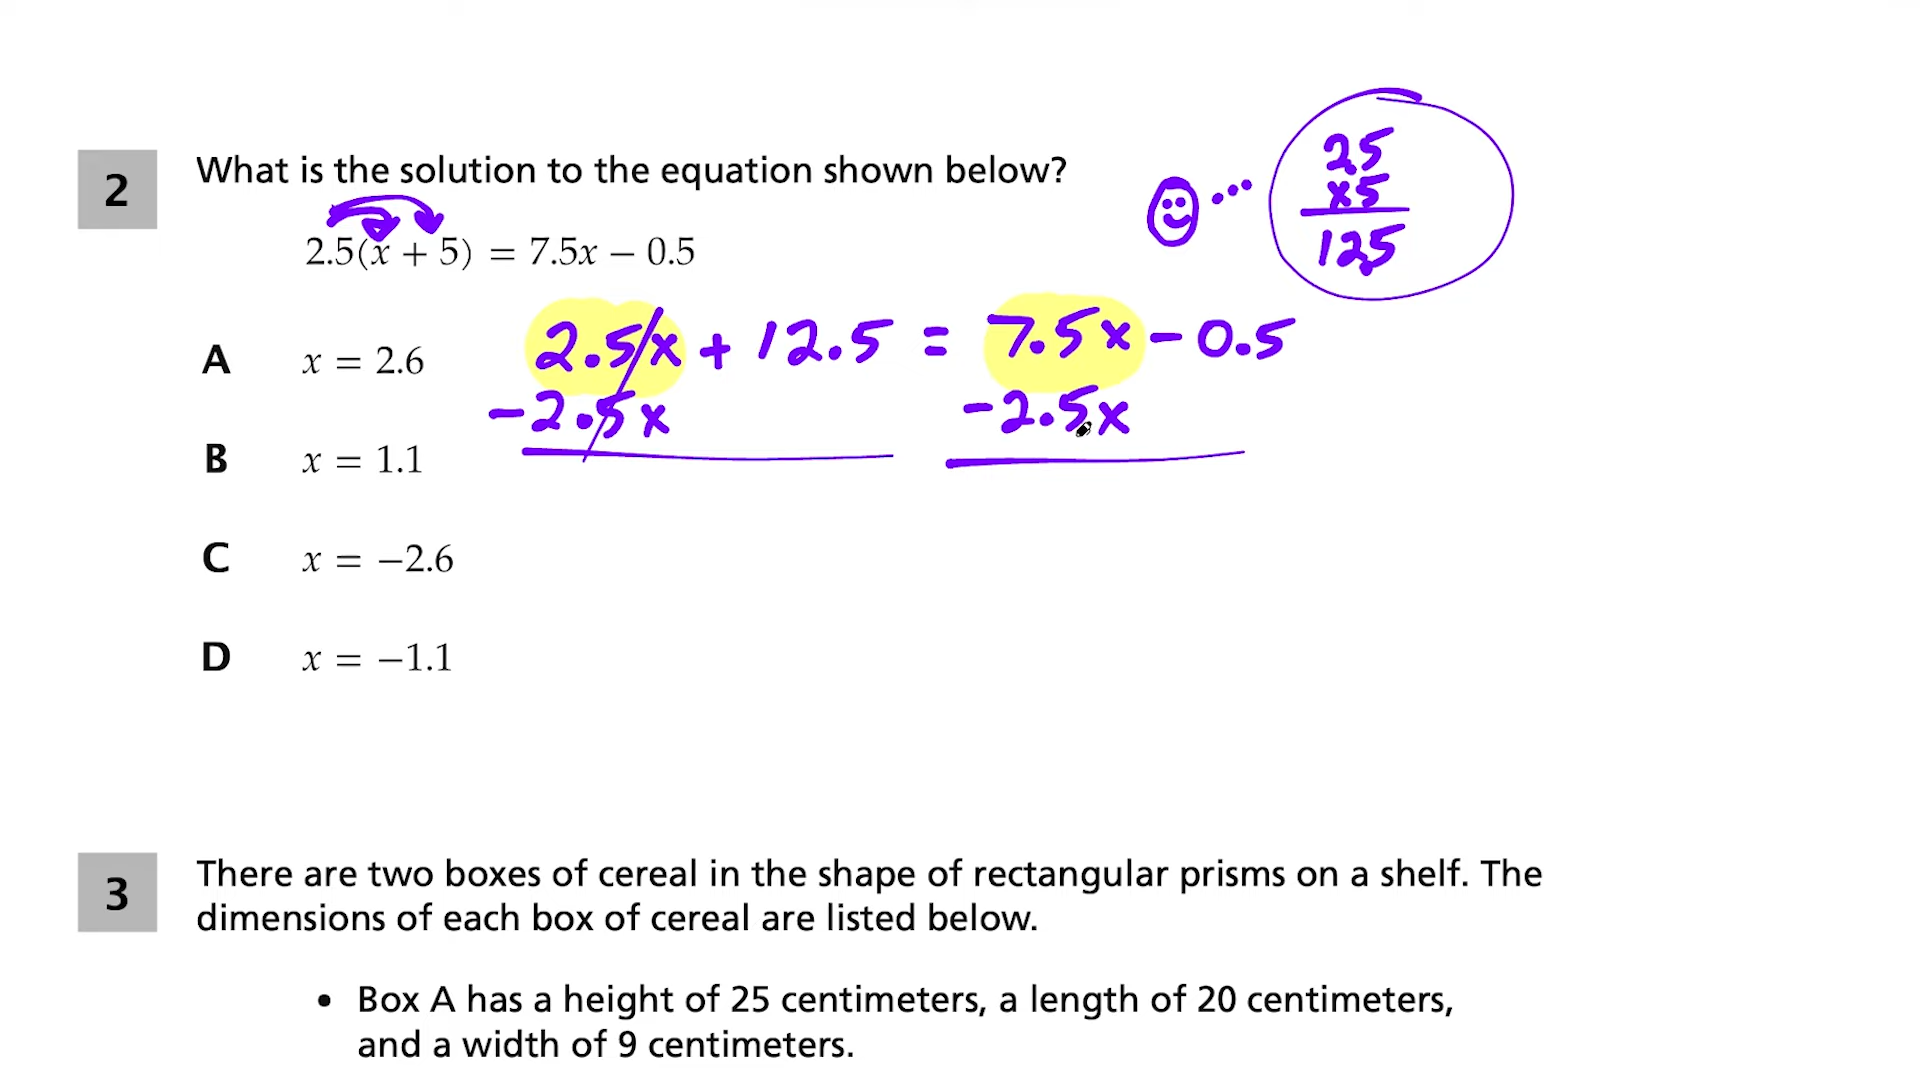 2 What is the solution to the equation shown below?
2.5(x + 5) = 7.5x − 0.5
25
x5
12.5
2.5x + 12.5 = 7.5x − 0.5
−2.5x −2.5x
A x = 2.6
B x = 1.1
C x = −2.6
D x = −1.1
3 There are two boxes of cereal in the shape of rectangular prisms on a shelf. The
dimensions of each box of cereal are listed below.
• Box A has a height of 25 centimeters, a length of 20 centimeters,
and a width of 9 centimeters.